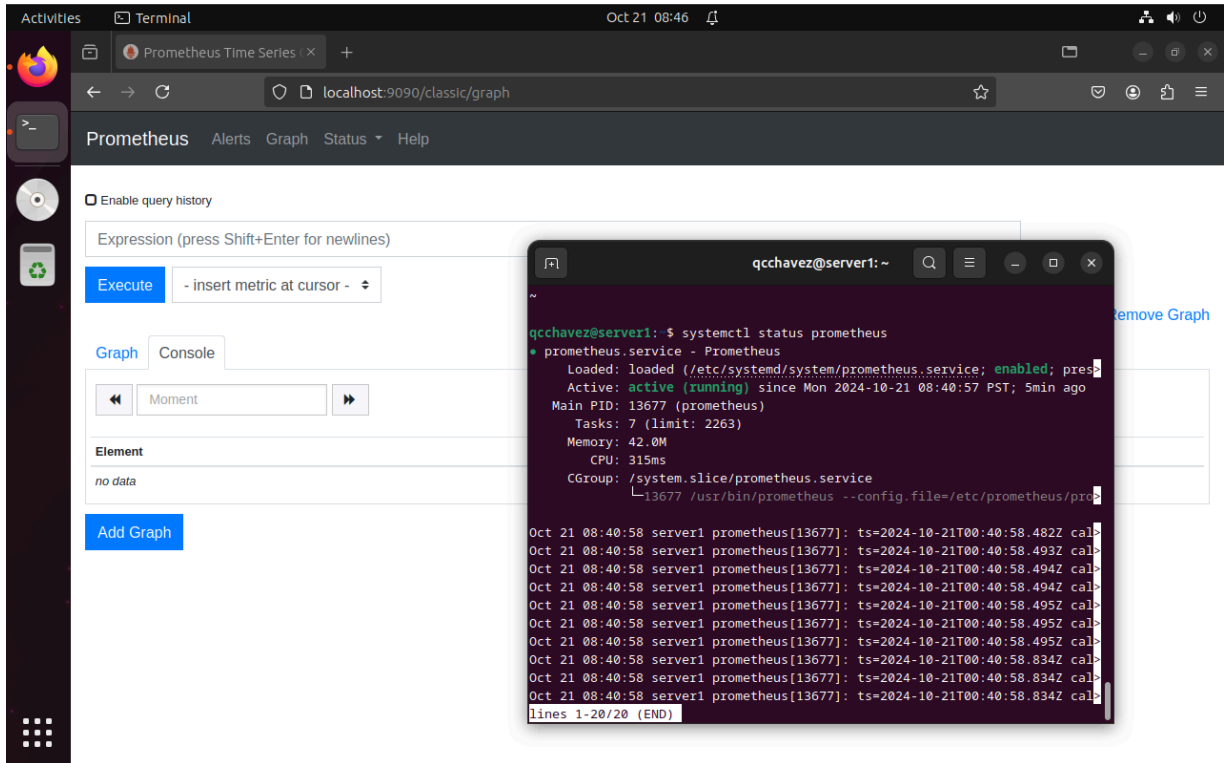 Activities Terminal Oct 21 08:46
Prometheus Time Series
localhost:9090/classic/graph
Prometheus Alerts Graph Status Help
Enable query history
Expression (press Shift+Enter for newlines)
Execute - insert metric at cursor -
Remove Graph
Graph Console
Moment
Element
no data
Add Graph
qcchavez@server1: ~
~
qcchavez@server1:~$ systemctl status prometheus
● prometheus.service - Prometheus
Loaded: loaded (/etc/systemd/system/prometheus.service; enabled; pres>
Active: active (running) since Mon 2024-10-21 08:40:57 PST; 5min ago
Main PID: 13677 (prometheus)
Tasks: 7 (limit: 2263)
Memory: 42.0M
CPU: 315ms
CGroup: /system.slice/prometheus.service
└─13677 /usr/bin/prometheus --config.file=/etc/prometheus/pro>
Oct 21 08:40:58 server1 prometheus[13677]: ts=2024-10-21T00:40:58.482Z cal>
Oct 21 08:40:58 server1 prometheus[13677]: ts=2024-10-21T00:40:58.493Z cal>
Oct 21 08:40:58 server1 prometheus[13677]: ts=2024-10-21T00:40:58.494Z cal>
Oct 21 08:40:58 server1 prometheus[13677]: ts=2024-10-21T00:40:58.494Z cal>
Oct 21 08:40:58 server1 prometheus[13677]: ts=2024-10-21T00:40:58.495Z cal>
Oct 21 08:40:58 server1 prometheus[13677]: ts=2024-10-21T00:40:58.495Z cal>
Oct 21 08:40:58 server1 prometheus[13677]: ts=2024-10-21T00:40:58.495Z cal>
Oct 21 08:40:58 server1 prometheus[13677]: ts=2024-10-21T00:40:58.834Z cal>
Oct 21 08:40:58 server1 prometheus[13677]: ts=2024-10-21T00:40:58.834Z cal>
Oct 21 08:40:58 server1 prometheus[13677]: ts=2024-10-21T00:40:58.834Z cal>
lines 1-20/20 (END)